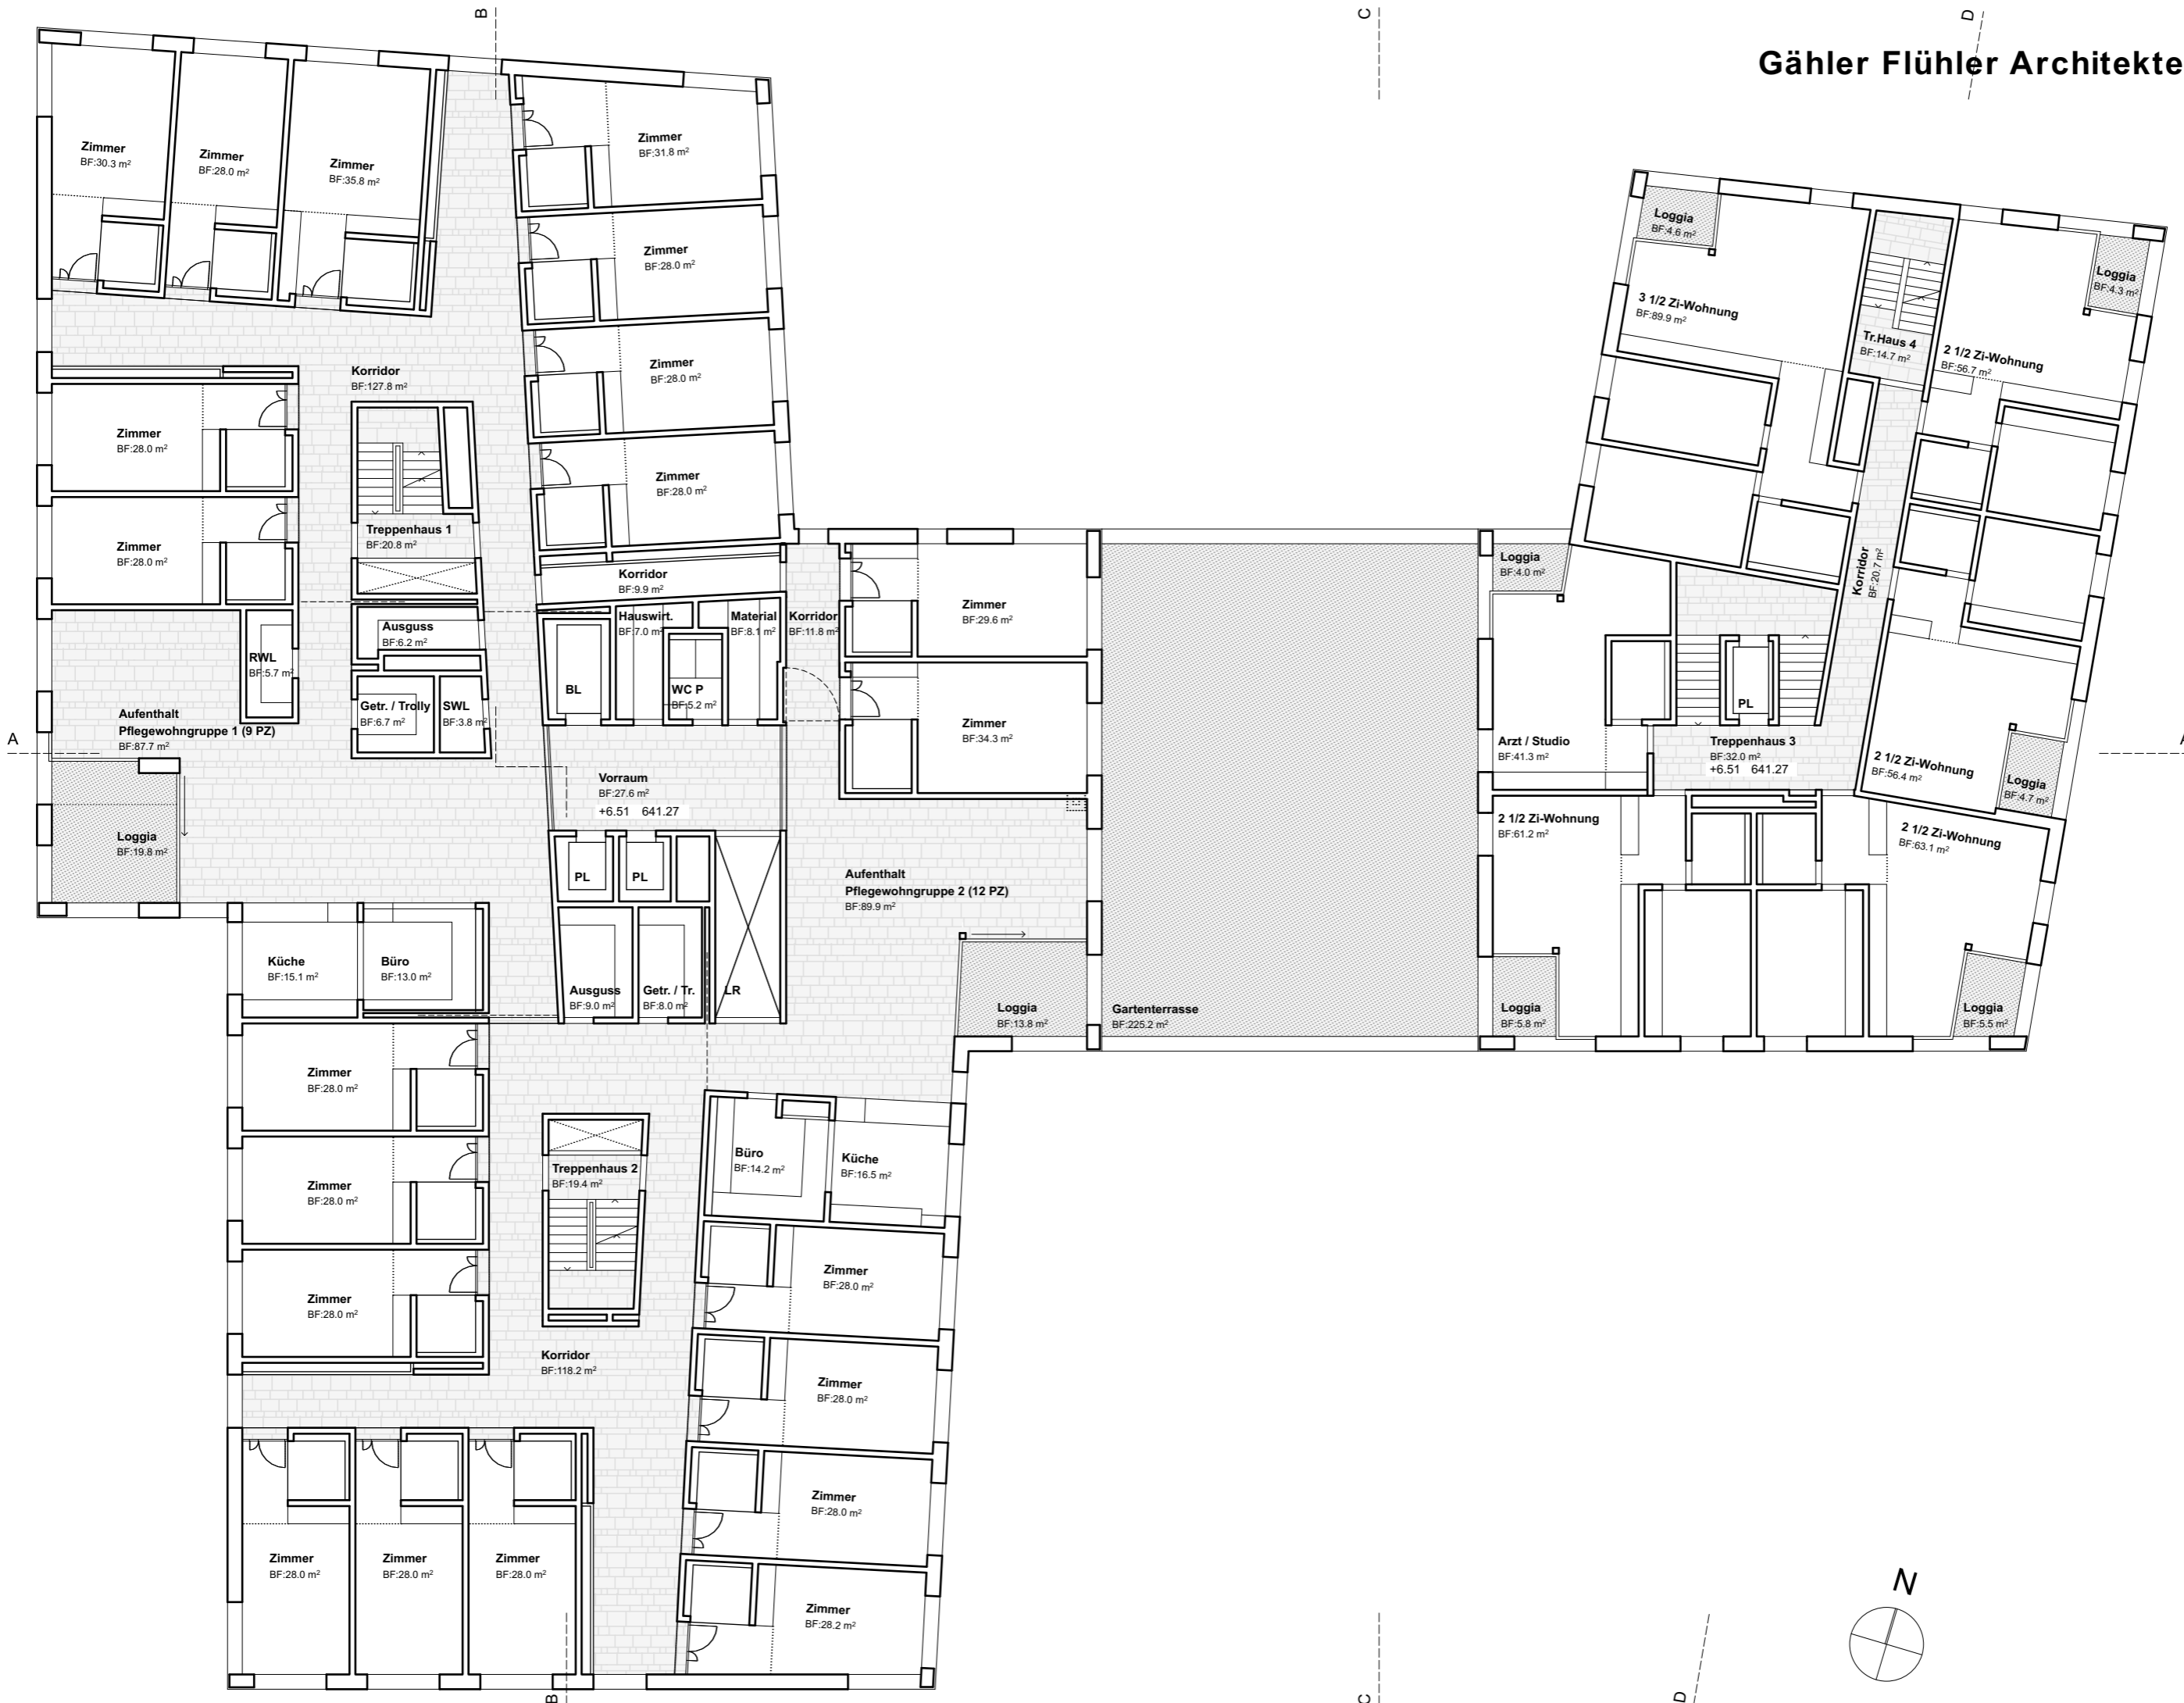 B
C
D
Gähler Flühler Architekte
Zimmer
BF:30.3 m²
Zimmer
BF:28.0 m²
Zimmer
BF:35.8 m²
Zimmer
BF:31.8 m²
Zimmer
BF:28.0 m²
Zimmer
BF:28.0 m²
Zimmer
BF:28.0 m²
Korridor
BF:127.8 m²
Zimmer
BF:28.0 m²
Zimmer
BF:28.0 m²
Treppenhaus 1
BF:20.8 m²
Korridor
BF:9.9 m²
Ausguss
BF:6.2 m²
Hauswirt.
BF:7.0 m²
Material
BF:8.1 m²
Korridor
BF:11.8 m²
Zimmer
BF:29.6 m²
RWL
BF:5.7 m²
Getr. / Trolly
BF:6.7 m²
SWL
BF:3.8 m²
BL
WC P
BF:5.2 m²
Zimmer
BF:34.3 m²
A
Aufenthalt
Pflegewohngruppe 1 (9 PZ)
BF:87.7 m²
Vorraum
BF:27.6 m²
+6.51 641.27
Loggia
BF:19.8 m²
PL
PL
Aufenthalt
Pflegewohngruppe 2 (12 PZ)
BF:89.9 m²
Küche
BF:15.1 m²
Büro
BF:13.0 m²
Ausguss
BF:9.0 m²
Getr. / Tr.
BF:8.0 m²
LR
Loggia
BF:13.8 m²
Gartenterrasse
BF:225.2 m²
Zimmer
BF:28.0 m²
Zimmer
BF:28.0 m²
Zimmer
BF:28.0 m²
Treppenhaus 2
BF:19.4 m²
Büro
BF:14.2 m²
Küche
BF:16.5 m²
Zimmer
BF:28.0 m²
Korridor
BF:118.2 m²
Zimmer
BF:28.0 m²
Zimmer
BF:28.0 m²
Zimmer
BF:28.0 m²
Zimmer
BF:28.0 m²
Zimmer
BF:28.0 m²
Zimmer
BF:28.2 m²
Loggia
BF:4.6 m²
Loggia
BF:4.3 m²
3 1/2 Zi-Wohnung
BF:89.9 m²
Tr.Haus 4
BF:14.7 m²
2 1/2 Zi-Wohnung
BF:56.7 m²
Loggia
BF:4.0 m²
Korridor
BF:20.7 m²
PL
Arzt / Studio
BF:41.3 m²
Treppenhaus 3
BF:32.0 m²
+6.51 641.27
2 1/2 Zi-Wohnung
BF:56.4 m²
Loggia
BF:4.7 m²
A
2 1/2 Zi-Wohnung
BF:61.2 m²
2 1/2 Zi-Wohnung
BF:63.1 m²
Loggia
BF:5.8 m²
Loggia
BF:5.5 m²
N
B
C
D